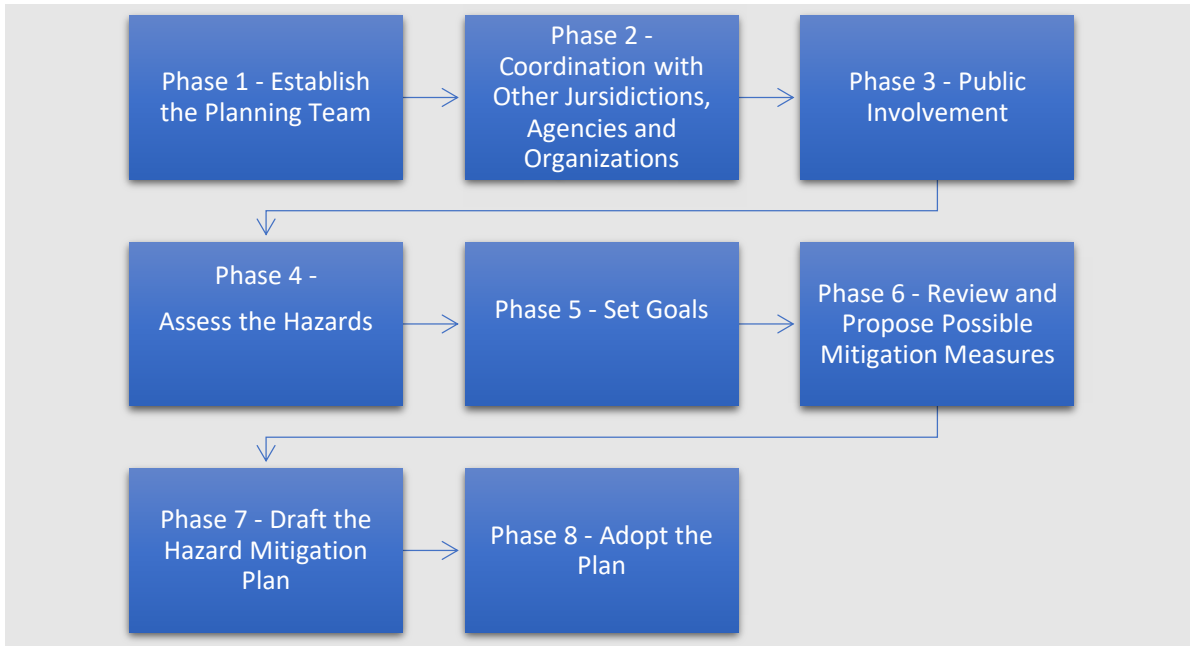 Phase 1 - Establish
the Planning Team
Phase 2 -
Coordination with
Other Jursidictions,
Agencies and
Organizations
Phase 3 - Public
Involvement
Phase 4 -
Assess the Hazards
Phase 5 - Set Goals
Phase 6 - Review and
Propose Possible
Mitigation Measures
Phase 7 - Draft the
Hazard Mitigation
Plan
Phase 8 - Adopt the
Plan